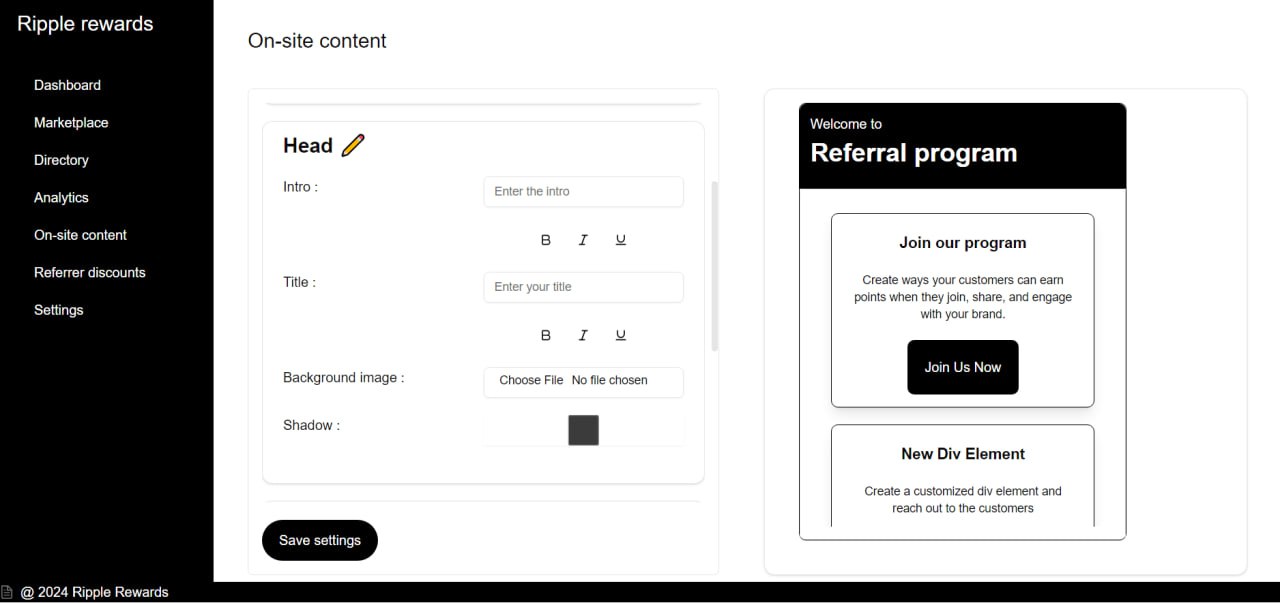 Ripple rewards
Dashboard
Marketplace
Directory
Analytics
On-site content
Referrer discounts
Settings
On-site content
Head
Intro :
Enter the intro
B I U
Title :
Enter your title
B I U
Background image :
Choose File No file chosen
Shadow :
Save settings
Welcome to
Referral program
Join our program
Create ways your customers can earn
points when they join, share, and engage
with your brand.
Join Us Now
New Div Element
Create a customized div element and
reach out to the customers
@ 2024 Ripple Rewards